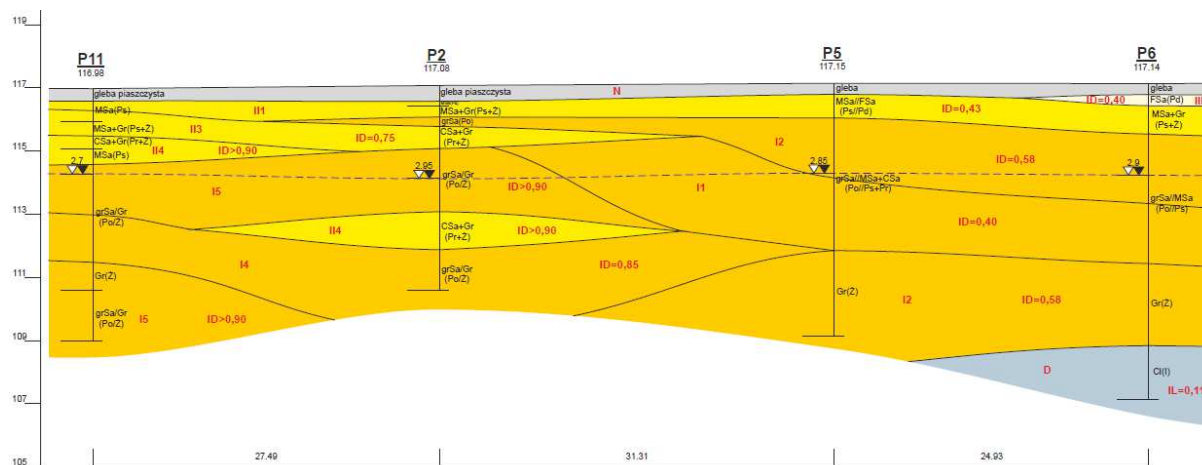 119
117
115
113
111
109
107
105
P11
116.98
P2
117.08
P5
117.15
P6
117.14
gleba piaszczysta
gleba piaszczysta
N
gleba
gleba
MSa(Ps)
II1
MSa+Gr(Ps+Ż)
grSa(Po)
MSa//FSa
(Ps//Pd)
ID=0,43
ID=0,40
FSa(Pd)
MSa+Gr
(Ps+Ż)
MSa+Gr(Ps+Ż)
II3
CSa+Gr(Pr+Ż)
II4
ID>0,90
ID=0,75
MSa(Ps)
CSa+Gr
(Pr+Ż)
I2
ID=0,58
2.7
2.95
2.85
2.9
I5
grSa/Gr
(Po/Ż)
ID>0,90
I1
grSa//MSa+CSa
(Po//Ps+Pr)
grSa//MSa
(Po//Ps)
grSa/Gr
(Po/Ż)
II4
CSa+Gr
(Pr+Ż)
ID>0,90
ID=0,40
I4
Gr(Ż)
grSa/Gr
(Po/Ż)
ID=0,85
I2
ID=0,58
Gr(Ż)
Gr(Ż)
grSa/Gr
(Po/Ż)
I5
ID>0,90
D
Cl(I)
IL=0,11
27.49
31.31
24.93